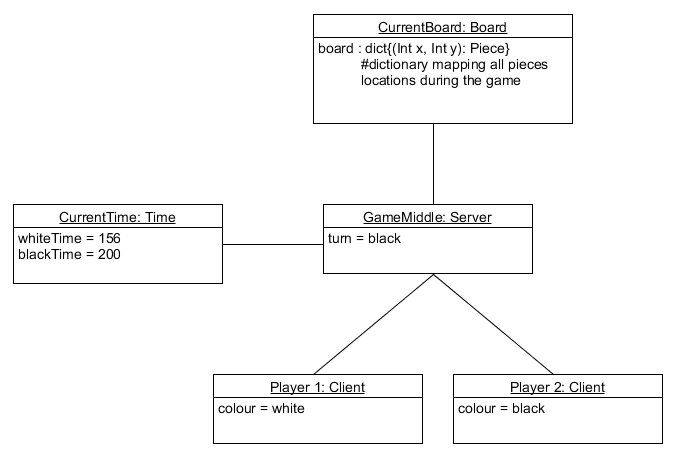 CurrentBoard: Board
board : dict{(Int x, Int y): Piece}
#dictionary mapping all pieces
locations during the game
CurrentTime: Time
whiteTime = 156
blackTime = 200
GameMiddle: Server
turn = black
Player 1: Client
colour = white
Player 2: Client
colour = black